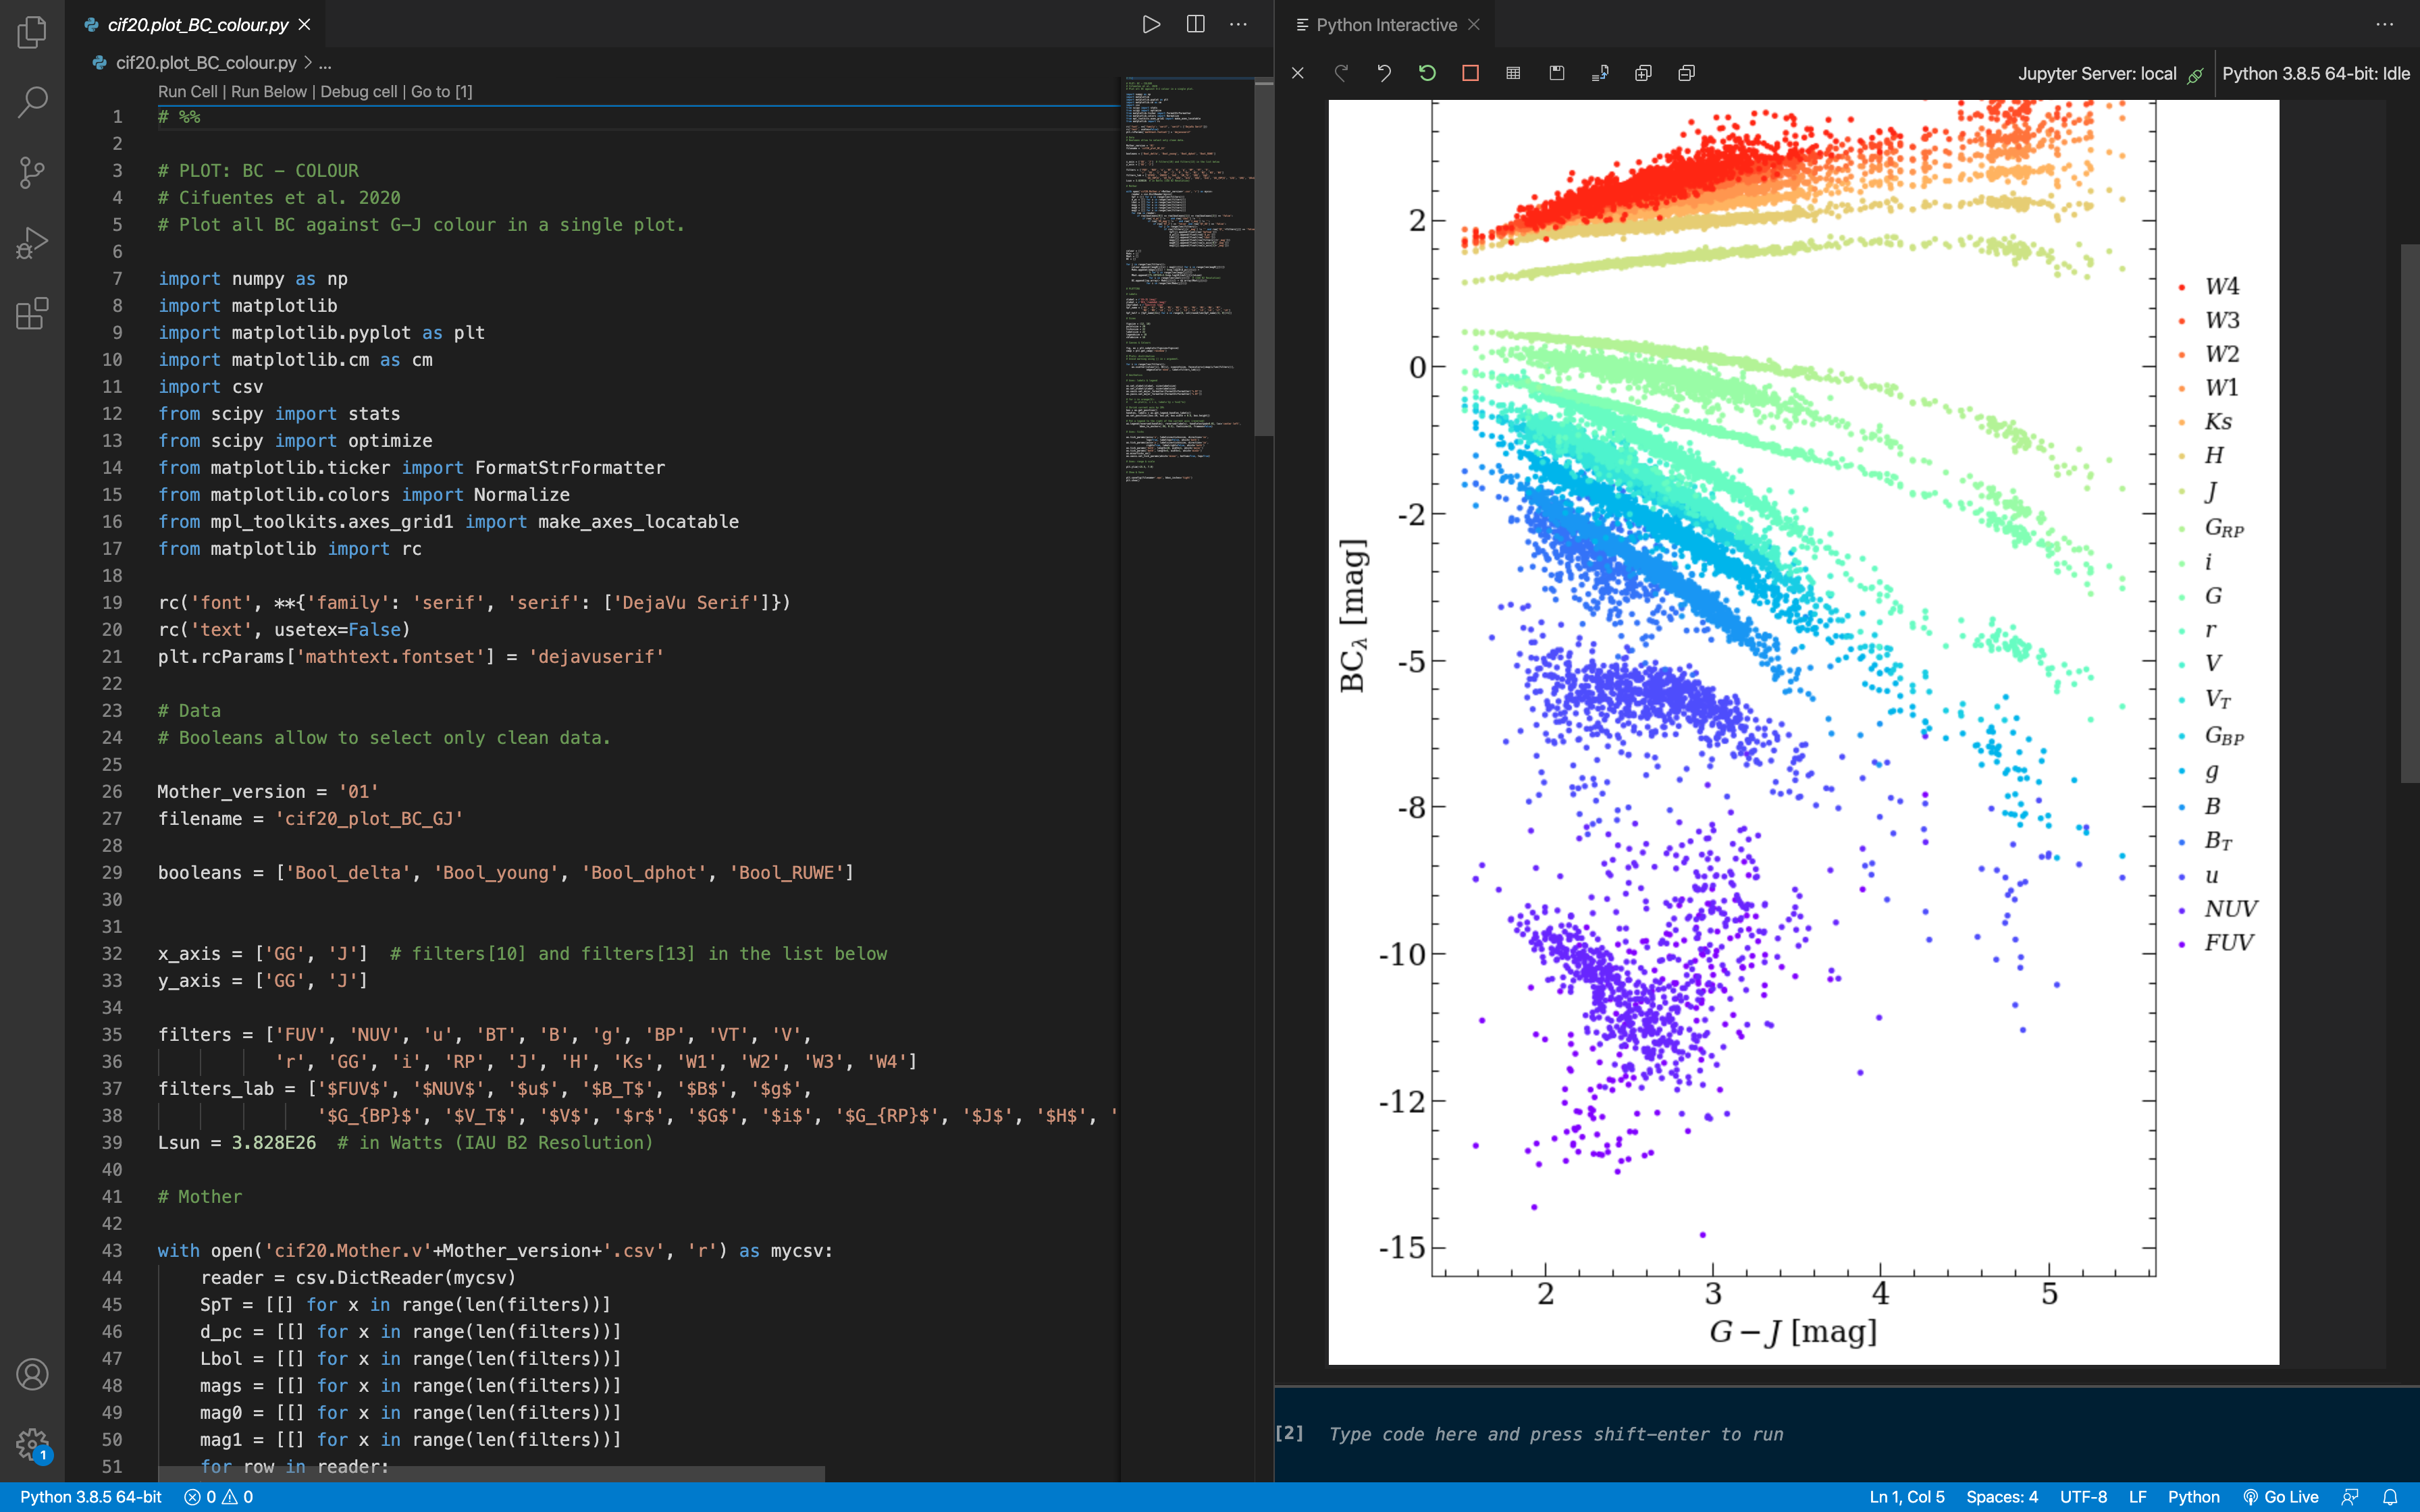 cif20.plot_BC_colour.py
cif20.plot_BC_colour.py > ...
Run Cell | Run Below | Debug cell | Go to [1]
1 # %%
2
3 # PLOT: BC - COLOUR
4 # Cifuentes et al. 2020
5 # Plot all BC against G-J colour in a single plot.
6
7 import numpy as np
8 import matplotlib
9 import matplotlib.pyplot as plt
10 import matplotlib.cm as cm
11 import csv
12 from scipy import stats
13 from scipy import optimize
14 from matplotlib.ticker import FormatStrFormatter
15 from matplotlib.colors import Normalize
16 from mpl_toolkits.axes_grid1 import make_axes_locatable
17 from matplotlib import rc
18
19 rc('font', **{'family': 'serif', 'serif': ['DejaVu Serif']})
20 rc('text', usetex=False)
21 plt.rcParams['mathtext.fontset'] = 'dejavuserif'
22
23 # Data
24 # Booleans allow to select only clean data.
25
26 Mother_version = '01'
27 filename = 'cif20_plot_BC_GJ'
28
29 booleans = ['Bool_delta', 'Bool_young', 'Bool_dphot', 'Bool_RUWE']
30
31
32 x_axis = ['GG', 'J']  # filters[10] and filters[13] in the list below
33 y_axis = ['GG', 'J']
34
35 filters = ['FUV', 'NUV', 'u', 'BT', 'B', 'g', 'BP', 'VT', 'V',
36 'r', 'GG', 'i', 'RP', 'J', 'H', 'Ks', 'W1', 'W2', 'W3', 'W4']
37 filters_lab = ['$FUV$', '$NUV$', '$u$', '$B_T$', '$B$', '$g$',
38 '$G_{BP}$', '$V_T$', '$V$', '$r$', '$G$', '$i$', '$G_{RP}$', '$J$', '$H$', '
39 Lsun = 3.828E26  # in Watts (IAU B2 Resolution)
40
41 # Mother
42
43 with open('cif20.Mother.v'+Mother_version+'.csv', 'r') as mycsv:
44 reader = csv.DictReader(mycsv)
45 SpT = [[] for x in range(len(filters))]
46 d_pc = [[] for x in range(len(filters))]
47 Lbol = [[] for x in range(len(filters))]
48 mags = [[] for x in range(len(filters))]
49 mag0 = [[] for x in range(len(filters))]
50 mag1 = [[] for x in range(len(filters))]
51 for row in reader:
Python Interactive
Jupyter Server: local
Python 3.8.5 64-bit: Idle
2
0
-2
-5
-8
-10
-12
-15
BCλ [mag]
2 3 4 5
G − J [mag]
W4
W3
W2
W1
Ks
H
J
GRP
i
G
r
V
VT
GBP
g
B
BT
u
NUV
FUV
[2] Type code here and press shift-enter to run
1
Python 3.8.5 64-bit 0 0 Ln 1, Col 5 Spaces: 4 UTF-8 LF Python Go Live